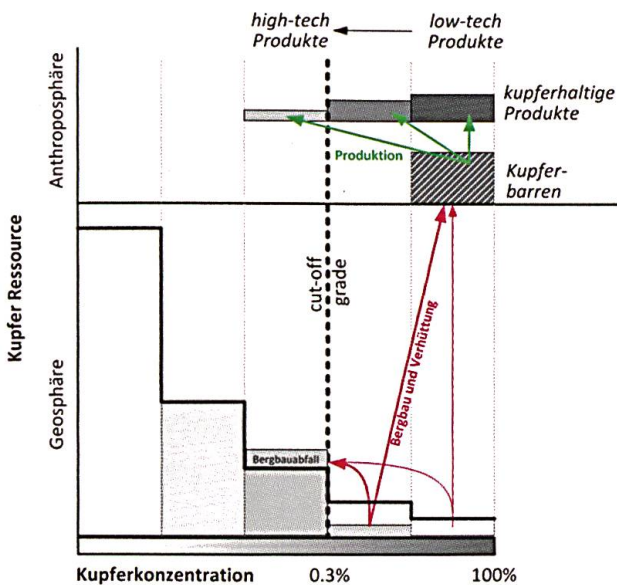 high-tech
Produkte
low-tech
Produkte
Anthroposphäre
kupferhaltige
Produkte
Produktion
Kupfer-
barren
Kupfer Ressource
cut-off
grade
Geosphäre
Bergbau und Verhüttung
Bergbauabfall
Kupferkonzentration
0.3%
100%